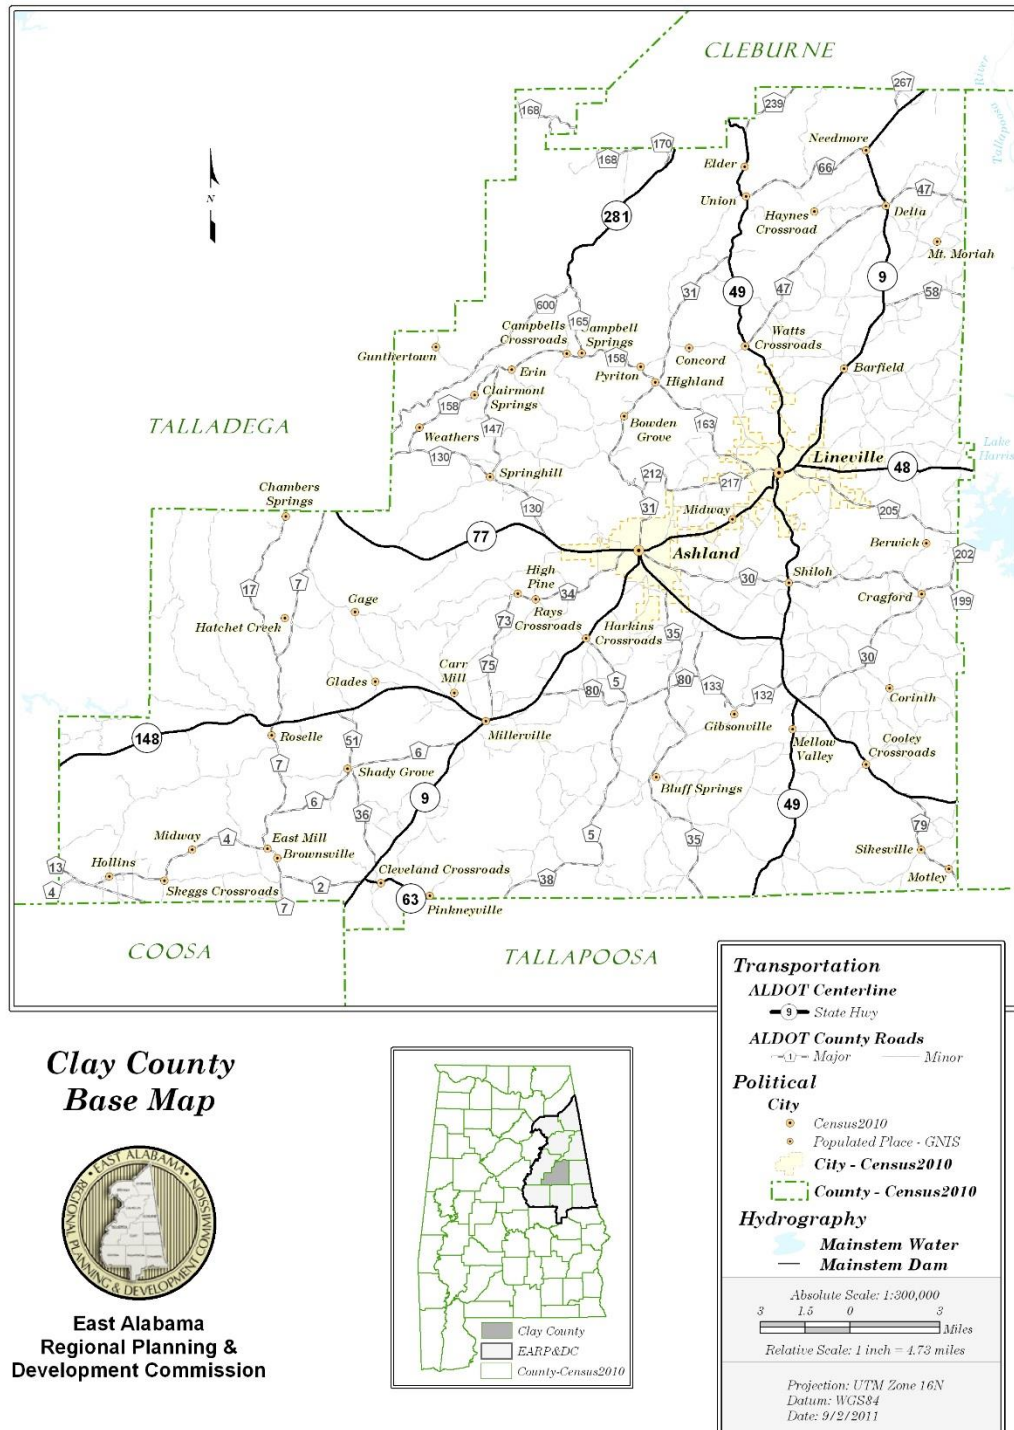 CLEBURNE
267
239
168
River
Tallapoosa
Needmore
170
168
Elder
66
Union
47
281
Haynes
Crossroad
Delta
N
Mt. Moriah
9
49
47
31
58
600
165
Campbells
Crossroads
Campbell
Springs
Watts
Crossroads
Gunthertown
158
Concord
Erin
Pyriton
Highland
Barfield
Clairmont
Springs
158
TALLADEGA
147
Bowden
Grove
163
Weathers
Lineville
Lake
Harris
130
Springhill
212
217
48
Chambers
Springs
130
31
Midway
205
77
Ashland
Berwick
202
High
Pine
30
Shiloh
17
7
34
Cragford
199
Gage
Rays
Crossroads
Hatchet Creek
73
Harkins
Crossroads
35
30
Carr
Mill
75
Glades
80
5
80
133
132
Corinth
Gibsonville
148
Roselle
Millerville
Mellow
Valley
Cooley
Crossroads
51
6
7
Shady Grove
Bluff Springs
6
9
49
36
79
Midway
4
East Mill
5
35
Sikesville
Hollins
Brownsville
13
Cleveland Crossroads
38
Motley
4
Skeggs Crossroads
2
63
Pinkneyville
7
COOSA
TALLAPOOSA
Transportation
ALDOT Centerline
9 State Hwy
ALDOT County Roads
1 Major Minor
Political
City
Census2010
Populated Place - GNIS
City - Census2010
County - Census2010
Hydrography
Mainstem Water
Mainstem Dam
Absolute Scale: 1:300,000
3 1.5 0 3
Miles
Relative Scale: 1 inch = 4.73 miles
Projection: UTM Zone 16N
Datum: WGS84
Date: 9/2/2011
Clay County
Base Map
EAST ALABAMA
REGIONAL PLANNING & DEVELOPMENT COMMISSION
East Alabama
Regional Planning &
Development Commission
Clay County
EARP&DC
County-Census2010